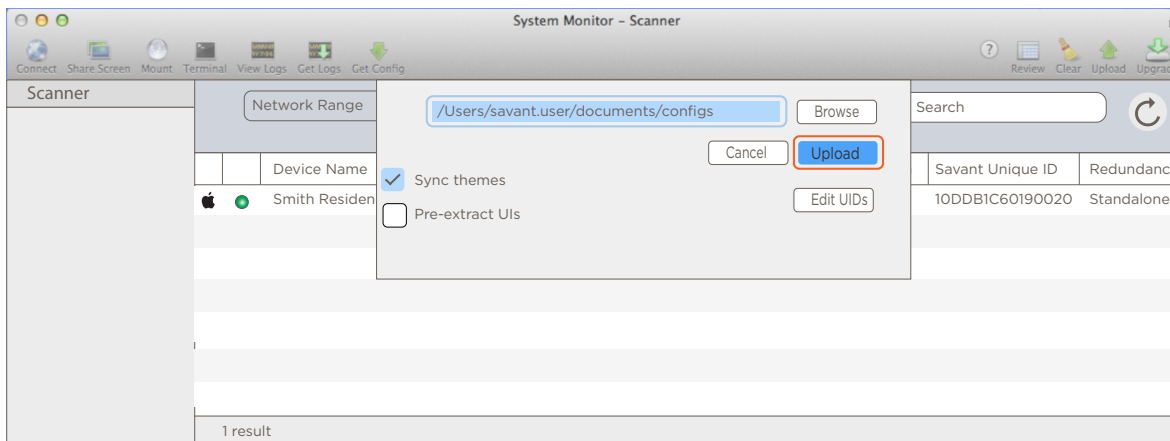 System Monitor – Scanner
Connect Share Screen Mount Terminal View Logs Get Logs Get Config Review Clear Upload Upgrad
Scanner
Network Range /Users/savant.user/documents/configs Browse Search
Cancel Upload
Device Name Sync themes Savant Unique ID Redundanc
Smith Residen Pre-extract UIs Edit UIDs 10DDB1C60190020 Standalone
1 result